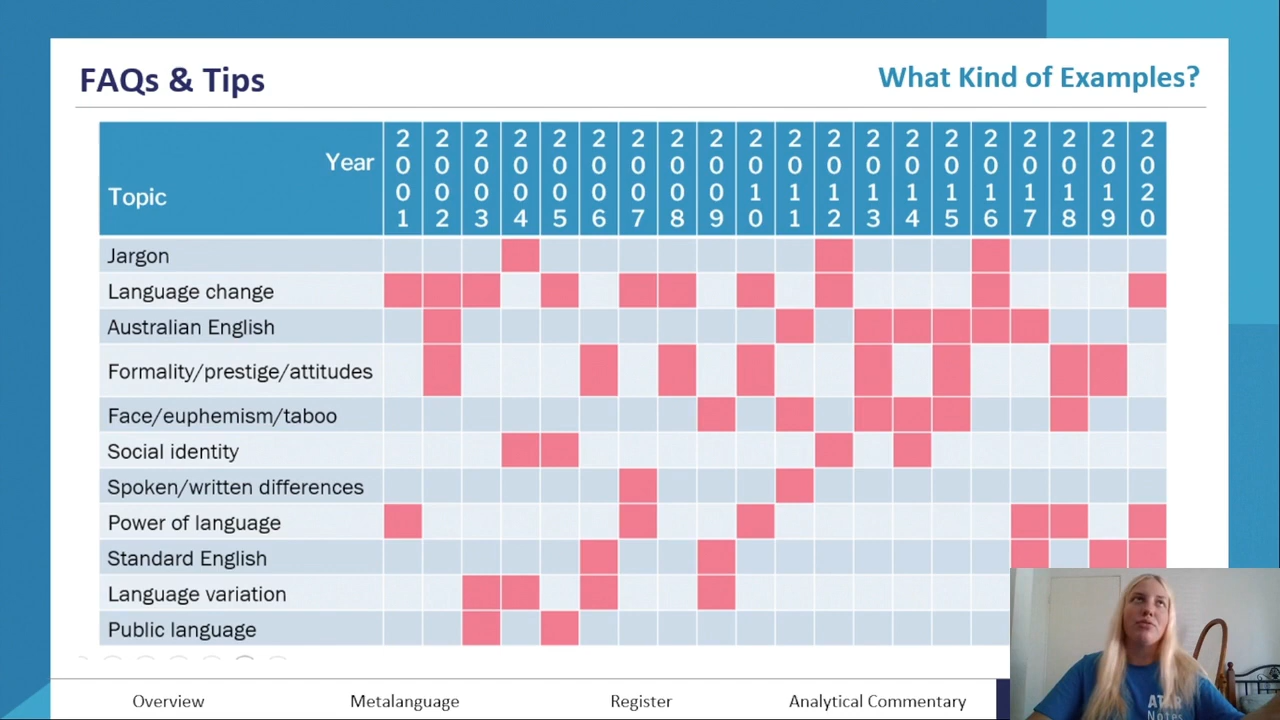 FAQs & Tips
What Kind of Examples?
Year
Topic
2001 2002 2003 2004 2005 2006 2007 2008 2009 2010 2011 2012 2013 2014 2015 2016 2017 2018 2019 2020
Jargon
Language change
Australian English
Formality/prestige/attitudes
Face/euphemism/taboo
Social identity
Spoken/written differences
Power of language
Standard English
Language variation
Public language
Overview Metalanguage Register Analytical Commentary
ATAR
Notes